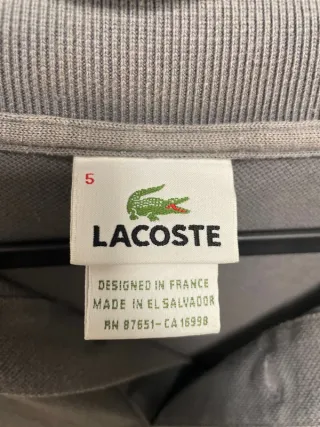 5
LACOSTE
DESIGNED IN FRANCE
MADE IN EL SALVADOR
RN 87651-CA 16998